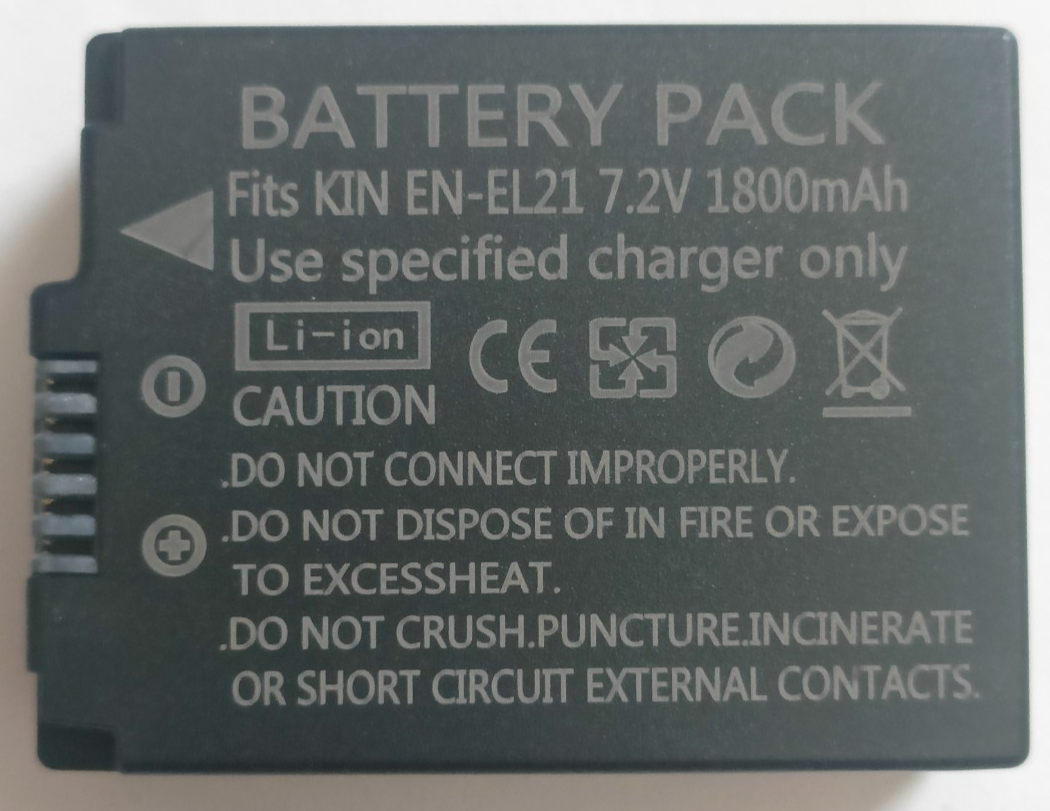 BATTERY PACK
Fits KIN EN-EL21 7.2V 1800mAh
Use specified charger only
Li-ion
CE
CAUTION
.DO NOT CONNECT IMPROPERLY.
.DO NOT DISPOSE OF IN FIRE OR EXPOSE
TO EXCESSHEAT.
.DO NOT CRUSH.PUNCTURE.INCINERATE
OR SHORT CIRCUIT EXTERNAL CONTACTS.